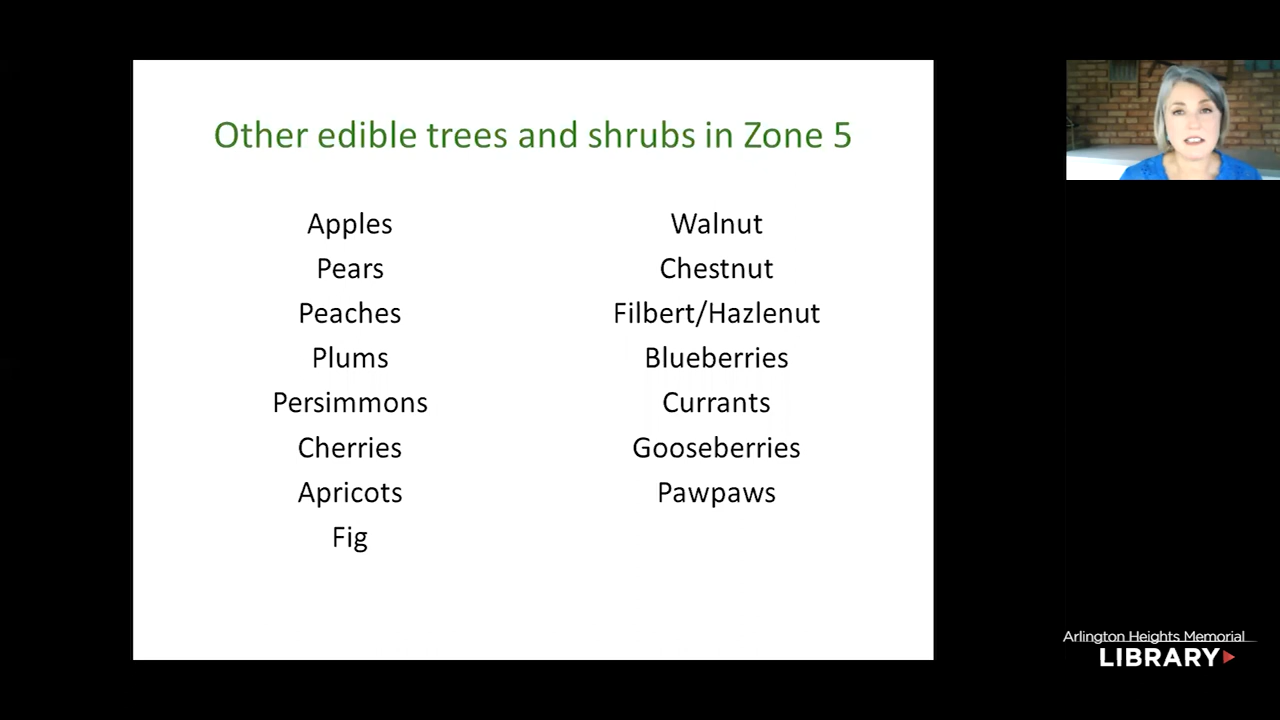 Other edible trees and shrubs in Zone 5
Apples
Pears
Peaches
Plums
Persimmons
Cherries
Apricots
Fig
Walnut
Chestnut
Filbert/Hazlenut
Blueberries
Currants
Gooseberries
Pawpaws
Arlington Heights Memorial
LIBRARY